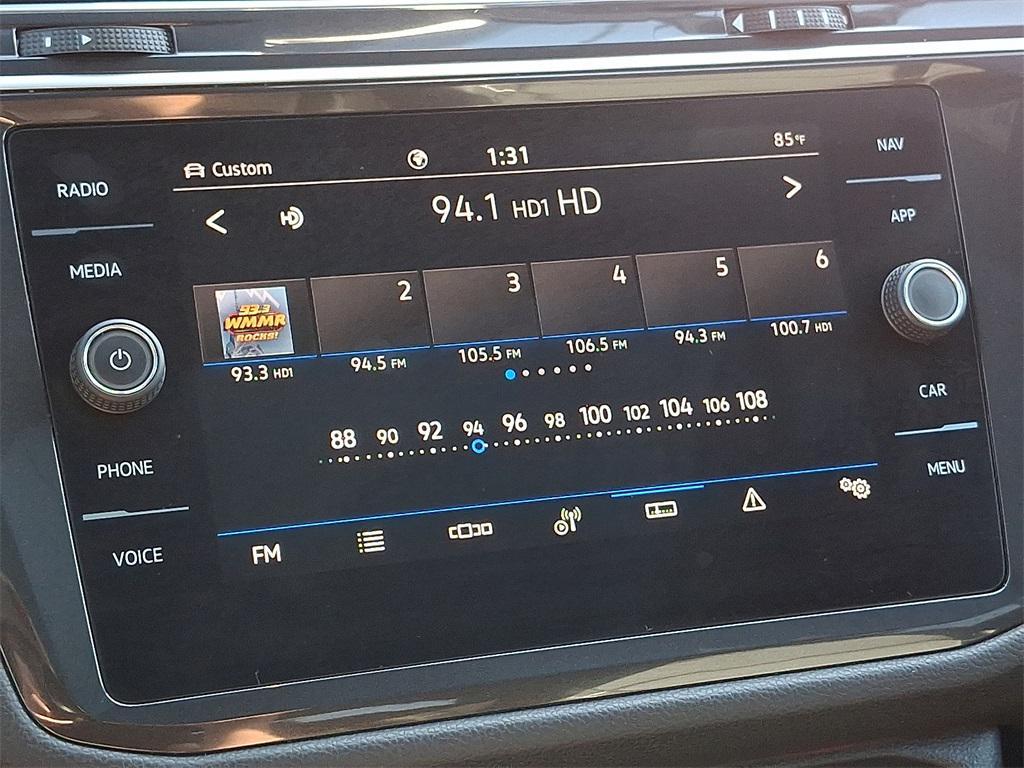 RADIO
MEDIA
PHONE
VOICE
Custom
1:31
85°F
94.1 HD1 HD
HD
93.3
WMMR
ROCKS!
2
3
4
5
6
93.3 HD1
94.5 FM
105.5 FM
106.5 FM
94.3 FM
100.7 HD1
88 90 92 94 96 98 100 102 104 106 108
FM
NAV
APP
CAR
MENU